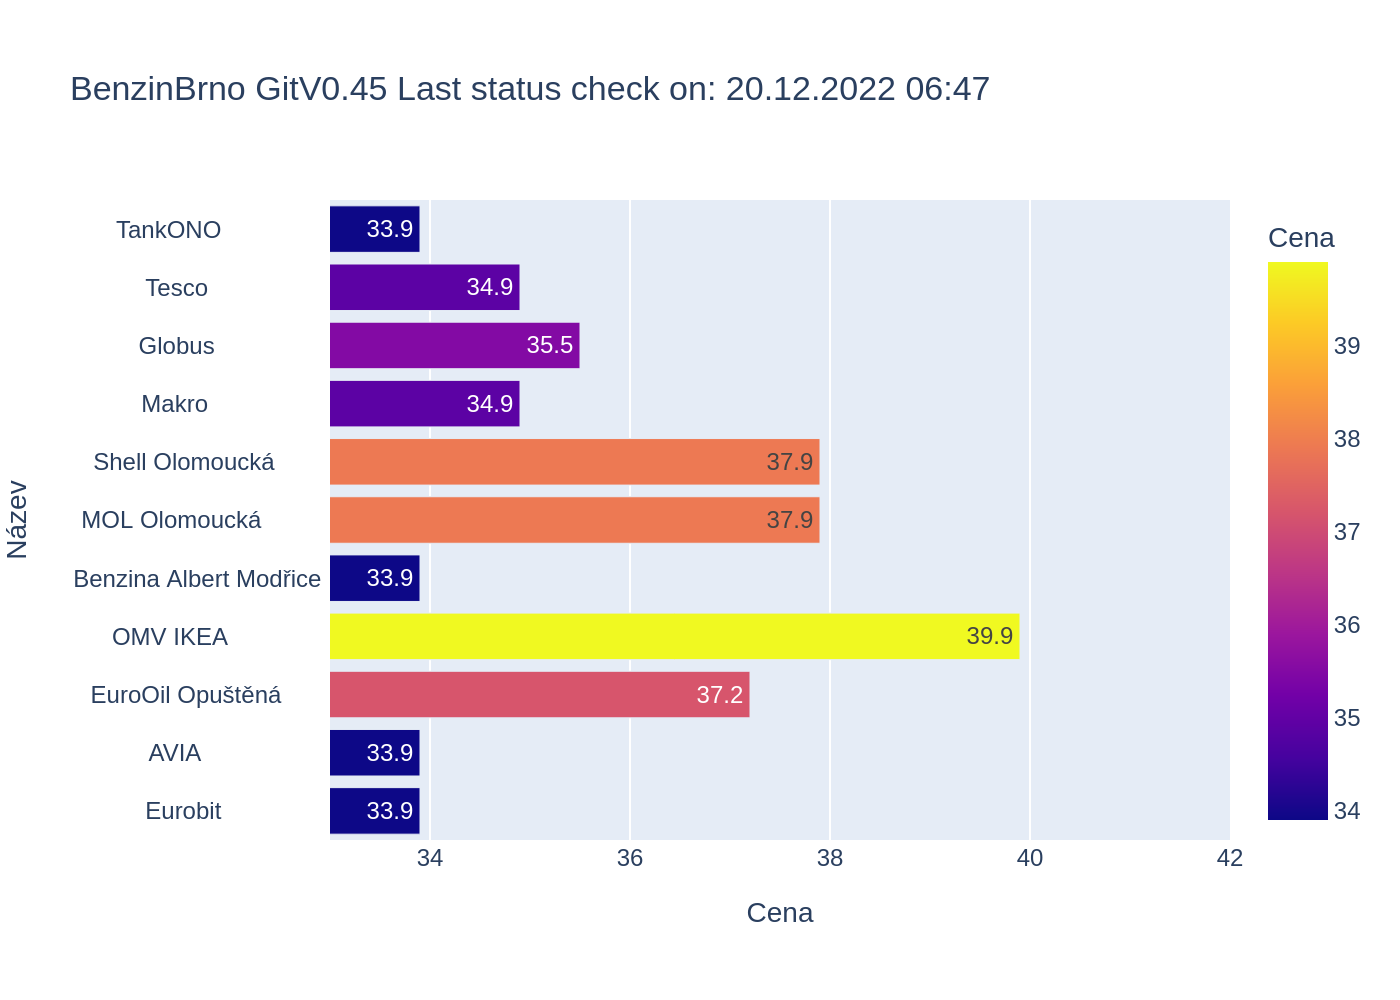 BenzinBrno GitV0.45 Last status check on: 20.12.2022 06:47
Název
TankONO 33.9
Tesco 34.9
Globus 35.5
Makro 34.9
Shell Olomoucká 37.9
MOL Olomoucká 37.9
Benzina Albert Modřice 33.9
OMV IKEA 39.9
EuroOil Opuštěná 37.2
AVIA 33.9
Eurobit 33.9
34 36 38 40 42
Cena
Cena
39
38
37
36
35
34